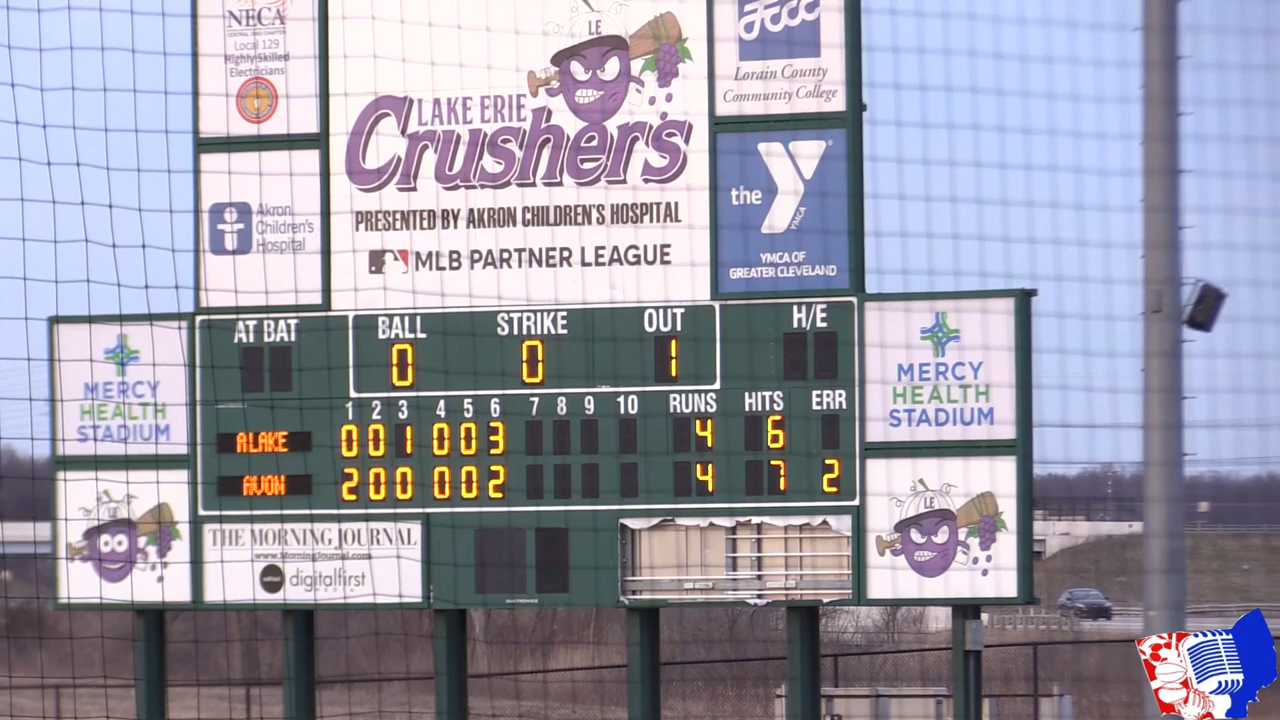 NECA
Local 129
Highly Skilled
Electricians
Akron
Children's
Hospital
LE
LAKE ERIE
Crushers
PRESENTED BY AKRON CHILDREN'S HOSPITAL
MLB PARTNER LEAGUE
lccc
Lorain County
Community College
the Y
YMCA
YMCA OF
GREATER CLEVELAND
MERCY
HEALTH
STADIUM
AT BAT BALL STRIKE OUT H/E
0 0 1
1 2 3 4 5 6 7 8 9 10 RUNS HITS ERR
ALAKE 0 0 1 0 0 3 4 6
AVON 2 0 0 0 0 2 4 7 2
MERCY
HEALTH
STADIUM
LE
THE MORNING JOURNAL
www.MorningJournal.com
digitalfirst
MEDIA
LE